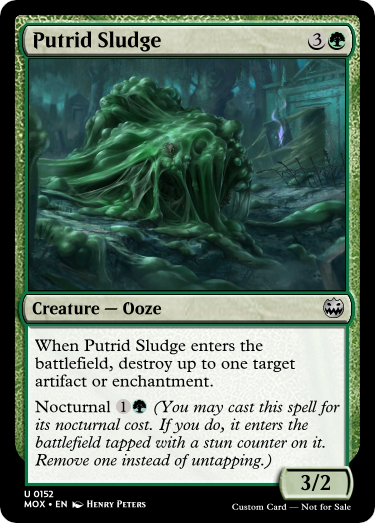 Putrid Sludge 3
Creature — Ooze
When Putrid Sludge enters the
battlefield, destroy up to one target
artifact or enchantment.
Nocturnal 1 (You may cast this spell for
its nocturnal cost. If you do, it enters the
battlefield tapped with a stun counter on it.
Remove one instead of untapping.)
3/2
U 0152
MOX • EN Henry Peters
Custom Card — Not for Sale